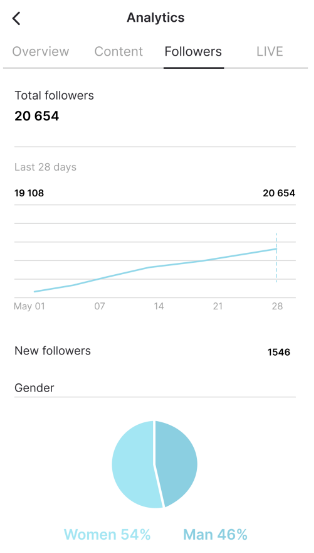 Analytics
Overview Content Followers LIVE
Total followers
20 654
Last 28 days
19 108 20 654
May 01 07 14 21 28
New followers 1546
Gender
Women 54% Man 46%